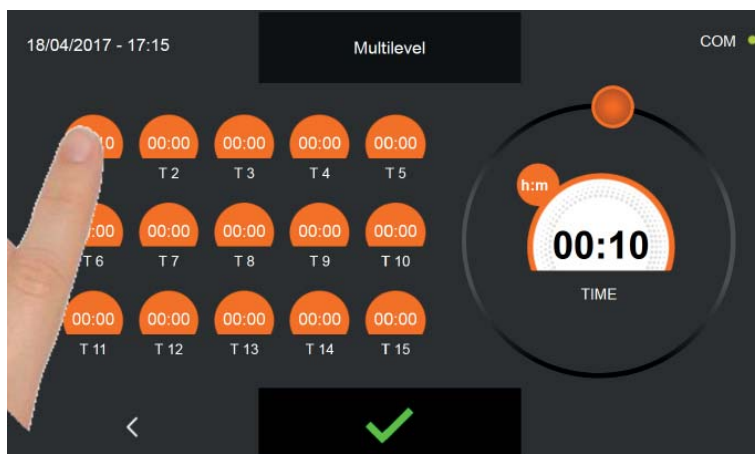 18/04/2017 - 17:15
Multilevel
COM
00:00 00:00 00:00 00:00
T 2 T 3 T 4 T 5
h:m
00:10
TIME
00:00 00:00 00:00 00:00
T 6 T 7 T 8 T 9 T 10
00:00 00:00 00:00 00:00 00:00
T 11 T 12 T 13 T 14 T 15